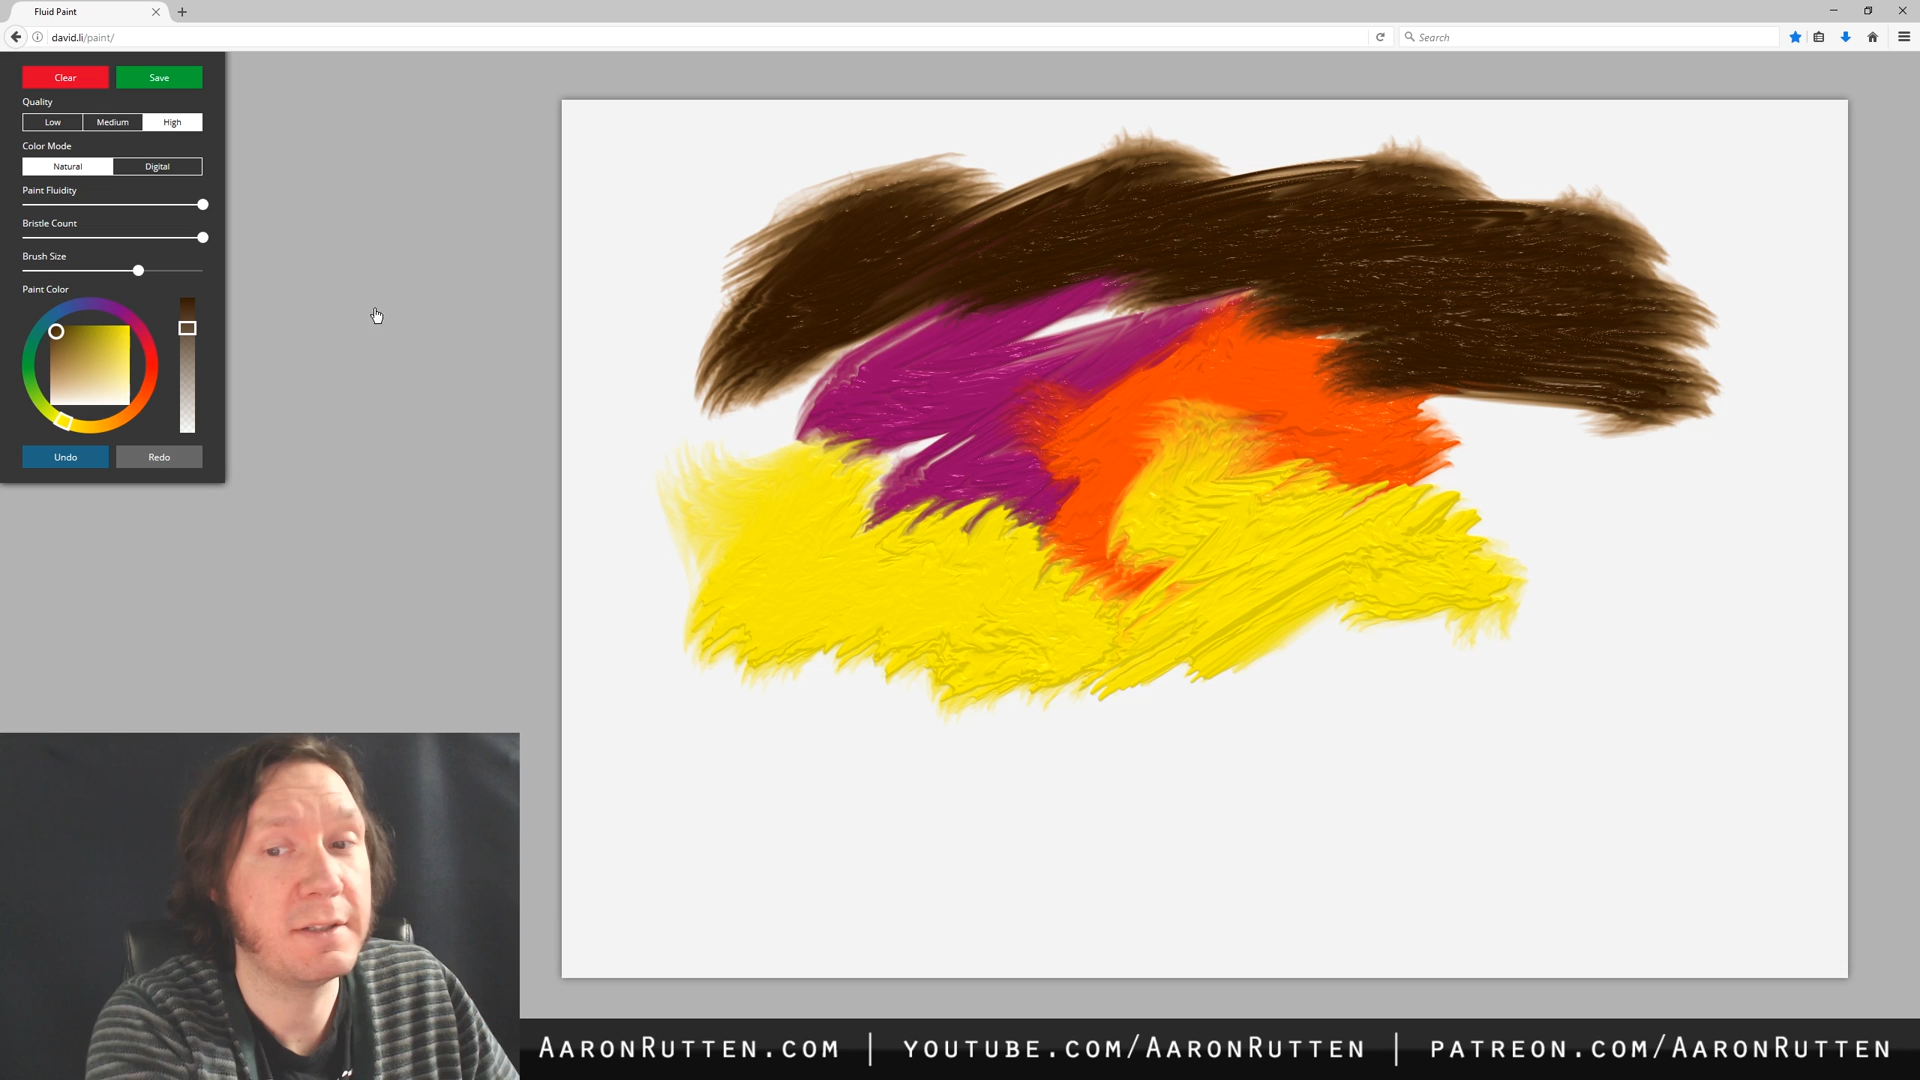 Fluid Paint
david.li/paint/
Search
Clear
Save
Quality
Low
Medium
High
Color Mode
Natural
Digital
Paint Fluidity
Bristle Count
Brush Size
Paint Color
Undo
Redo
AaronRutten.com | youtube.com/AaronRutten | patreon.com/AaronRutten